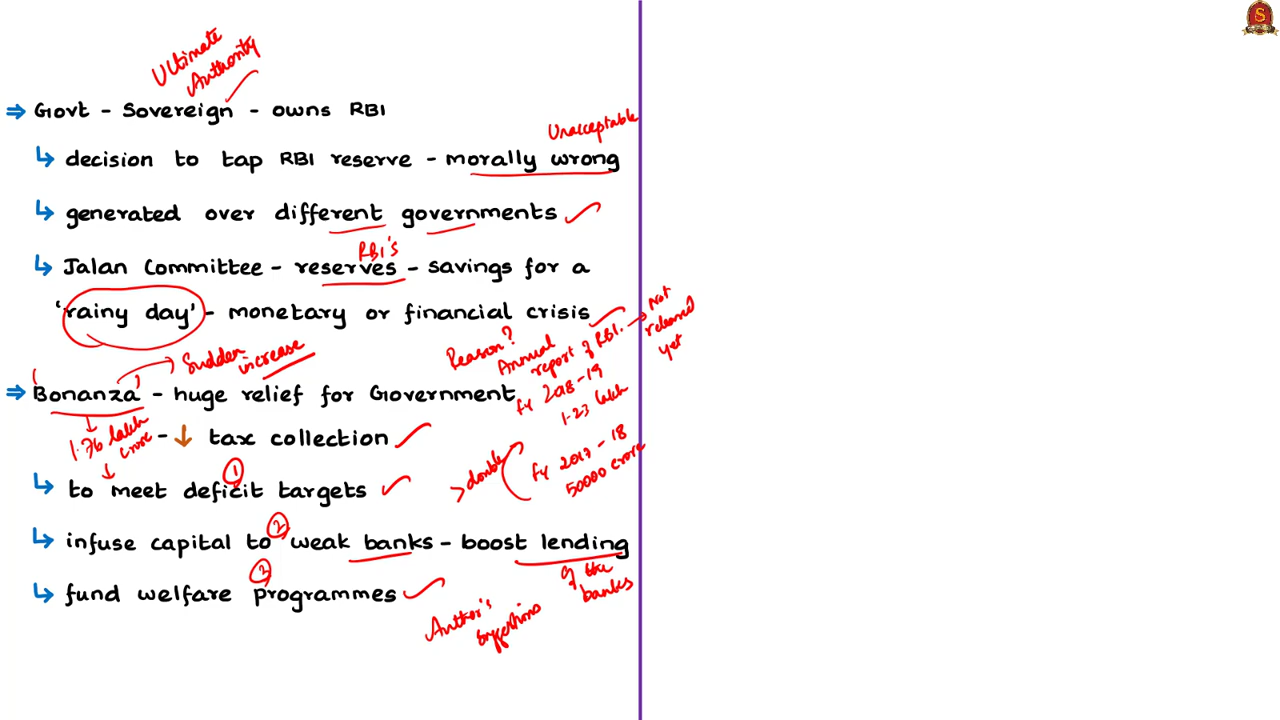 Ultimate
Authority
⇒ Govt - Sovereign - owns RBI
Unacceptable
↳ decision to tap RBI reserve - morally wrong
↳ generated over different governments
RBI's
↳ Jalan Committee - reserves - savings for a
'rainy day' - monetary or financial crisis
Not
released
yet
Reason?
Annual
report of RBI.
FY 2018-19
1.23 lakh
Sudden
increase
⇒ 'Bonanza' - huge relief for Government
1.76 lakh
crore
- ↓ tax collection
FY 2017-18
50000 crore
double
①
↳ to meet deficit targets
②
↳ infuse capital to weak banks - boost lending
of the
banks
③
↳ fund welfare programmes
Author's
suggestions
S